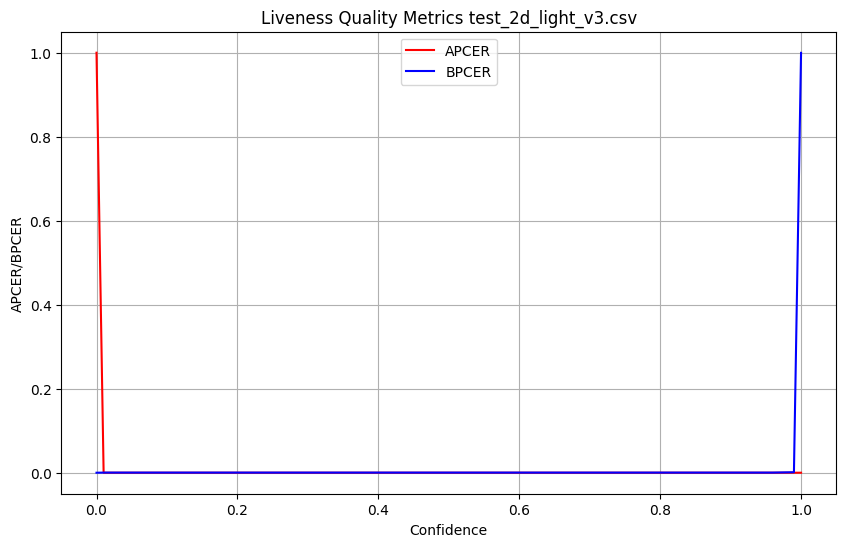 Liveness Quality Metrics test_2d_light_v3.csv
APCER
BPCER
1.0
0.8
0.6
0.4
0.2
0.0
APCER/BPCER
0.0 0.2 0.4 0.6 0.8 1.0
Confidence